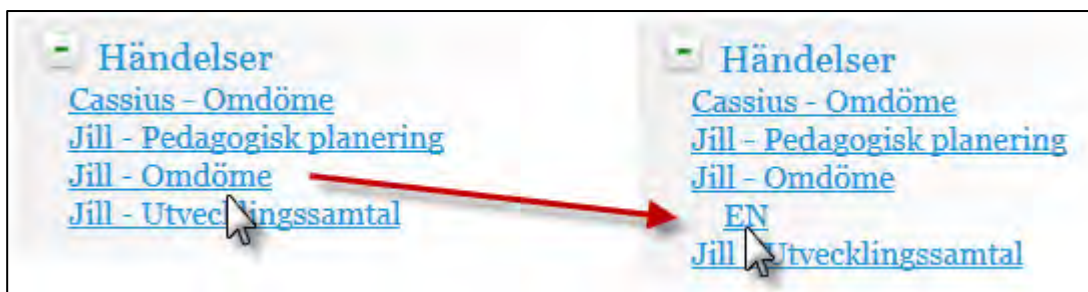 Händelser
Cassius - Omdöme
Jill - Pedagogisk planering
Jill - Omdöme
Jill - Utvecklingssamtal
Händelser
Cassius - Omdöme
Jill - Pedagogisk planering
Jill - Omdöme
EN
Jill - Utvecklingssamtal